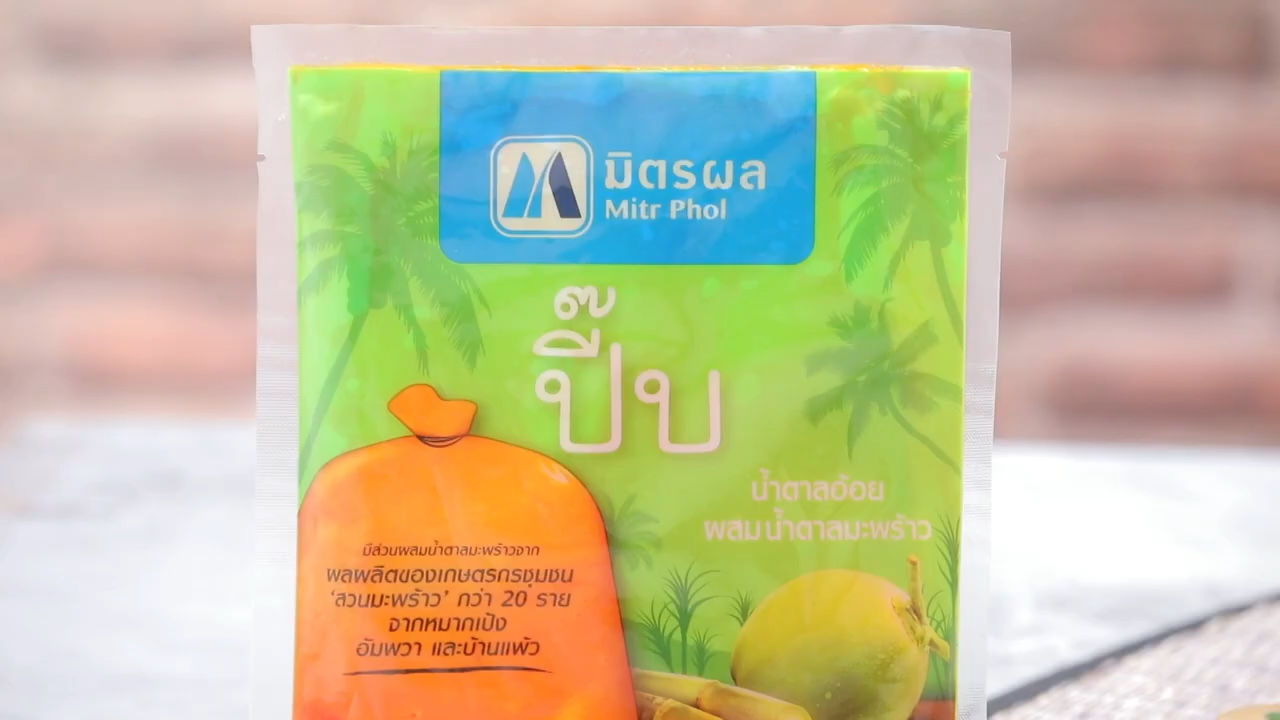 มิตรผล
Mitr Phol
ปี๊บ
น้ำตาลอ้อย
ผสมน้ำตาลมะพร้าว
มีส่วนผสมน้ำตาลมะพร้าวจาก
ผลผลิตของเกษตรกรชุมชน
‘สวนมะพร้าว’ กว่า 20 ราย
จากหมากเป้ง
อัมพวา และบ้านแพ้ว